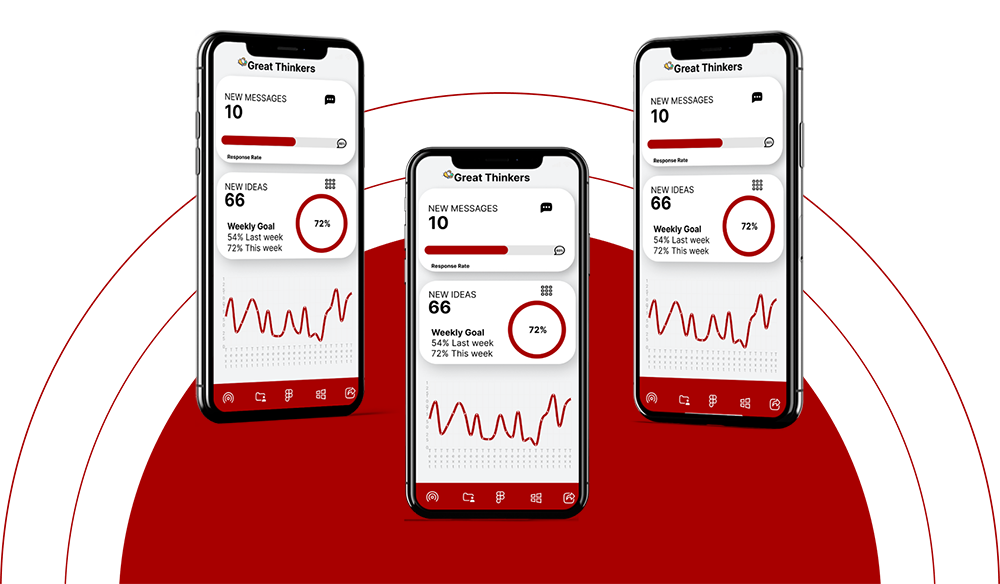 Great Thinkers
NEW MESSAGES
10
Response Rate
NEW IDEAS
66
72%
Weekly Goal
54% Last week
72% This week
Great Thinkers
NEW MESSAGES
10
Response Rate
NEW IDEAS
66
72%
Weekly Goal
54% Last week
72% This week
Great Thinkers
NEW MESSAGES
10
Response Rate
NEW IDEAS
66
72%
Weekly Goal
54% Last week
72% This week